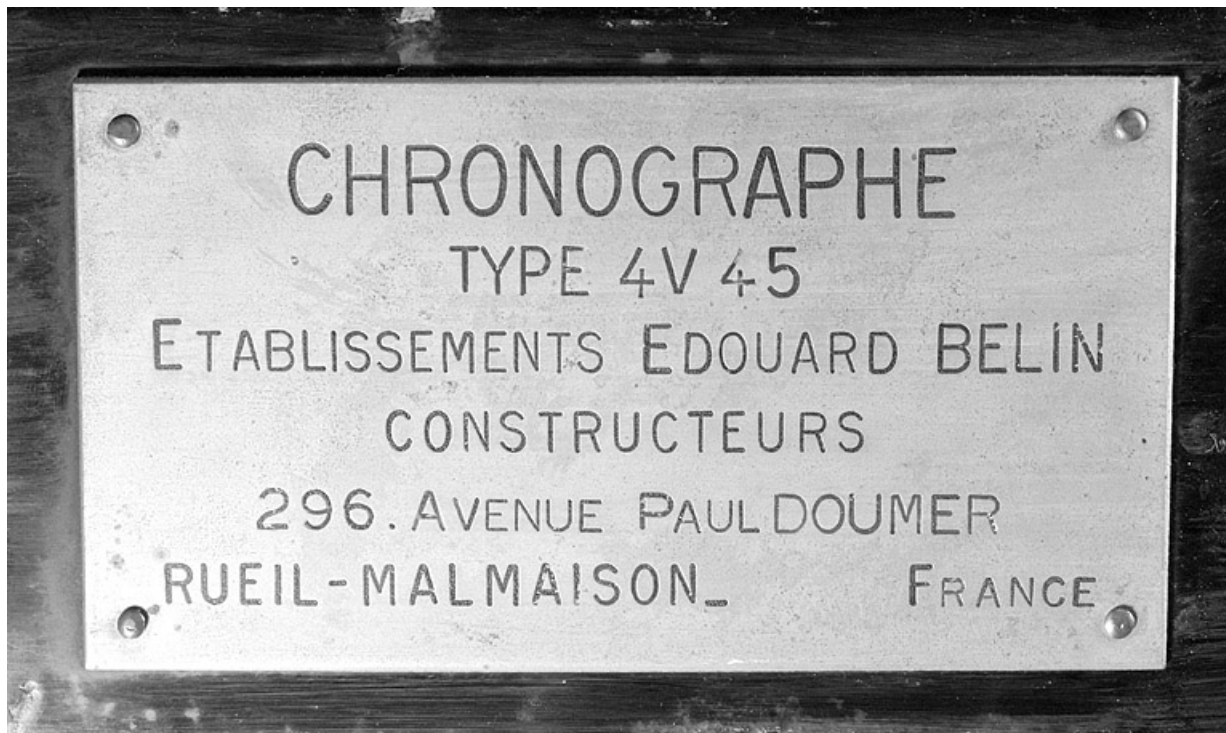 CHRONOGRAPHE
TYPE 4V 45
ETABLISSEMENTS EDOUARD BELIN
CONSTRUCTEURS
296. AVENUE PAUL DOUMER
RUEIL-MALMAISON_ FRANCE